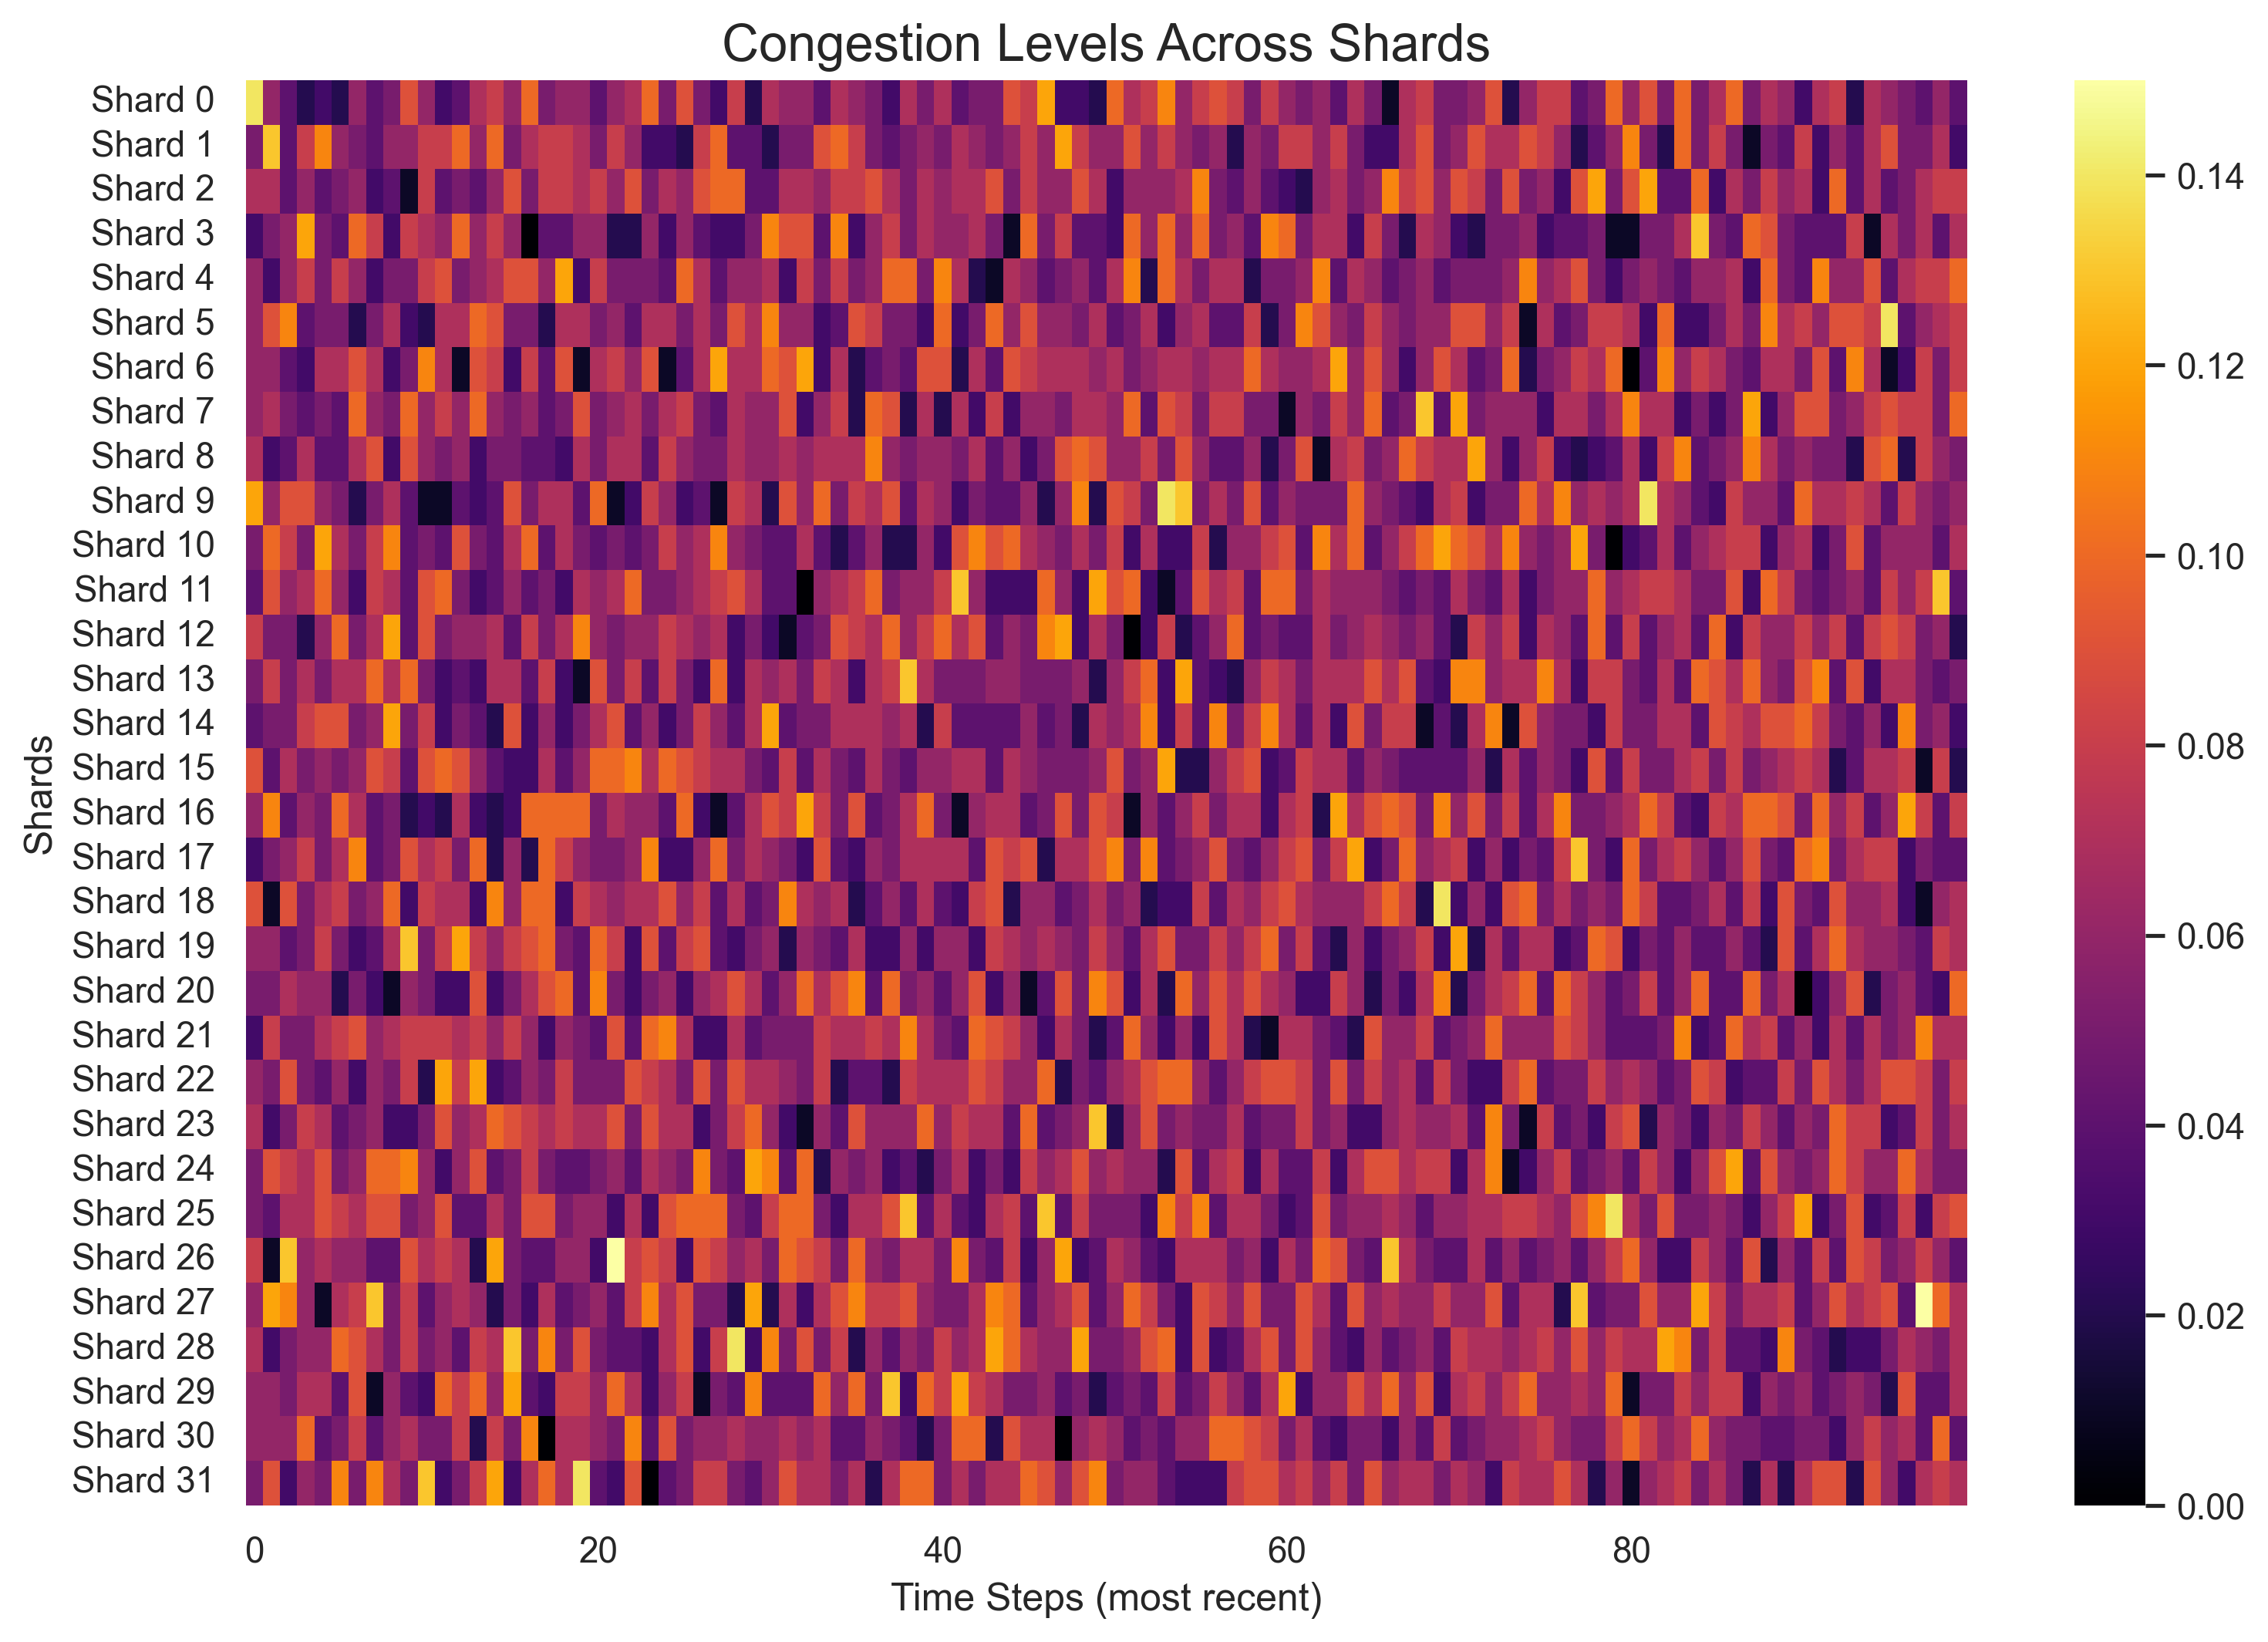 Congestion Levels Across Shards
Shards
Shard 0
Shard 1
Shard 2
Shard 3
Shard 4
Shard 5
Shard 6
Shard 7
Shard 8
Shard 9
Shard 10
Shard 11
Shard 12
Shard 13
Shard 14
Shard 15
Shard 16
Shard 17
Shard 18
Shard 19
Shard 20
Shard 21
Shard 22
Shard 23
Shard 24
Shard 25
Shard 26
Shard 27
Shard 28
Shard 29
Shard 30
Shard 31
0 20 40 60 80
Time Steps (most recent)
0.14
0.12
0.10
0.08
0.06
0.04
0.02
0.00